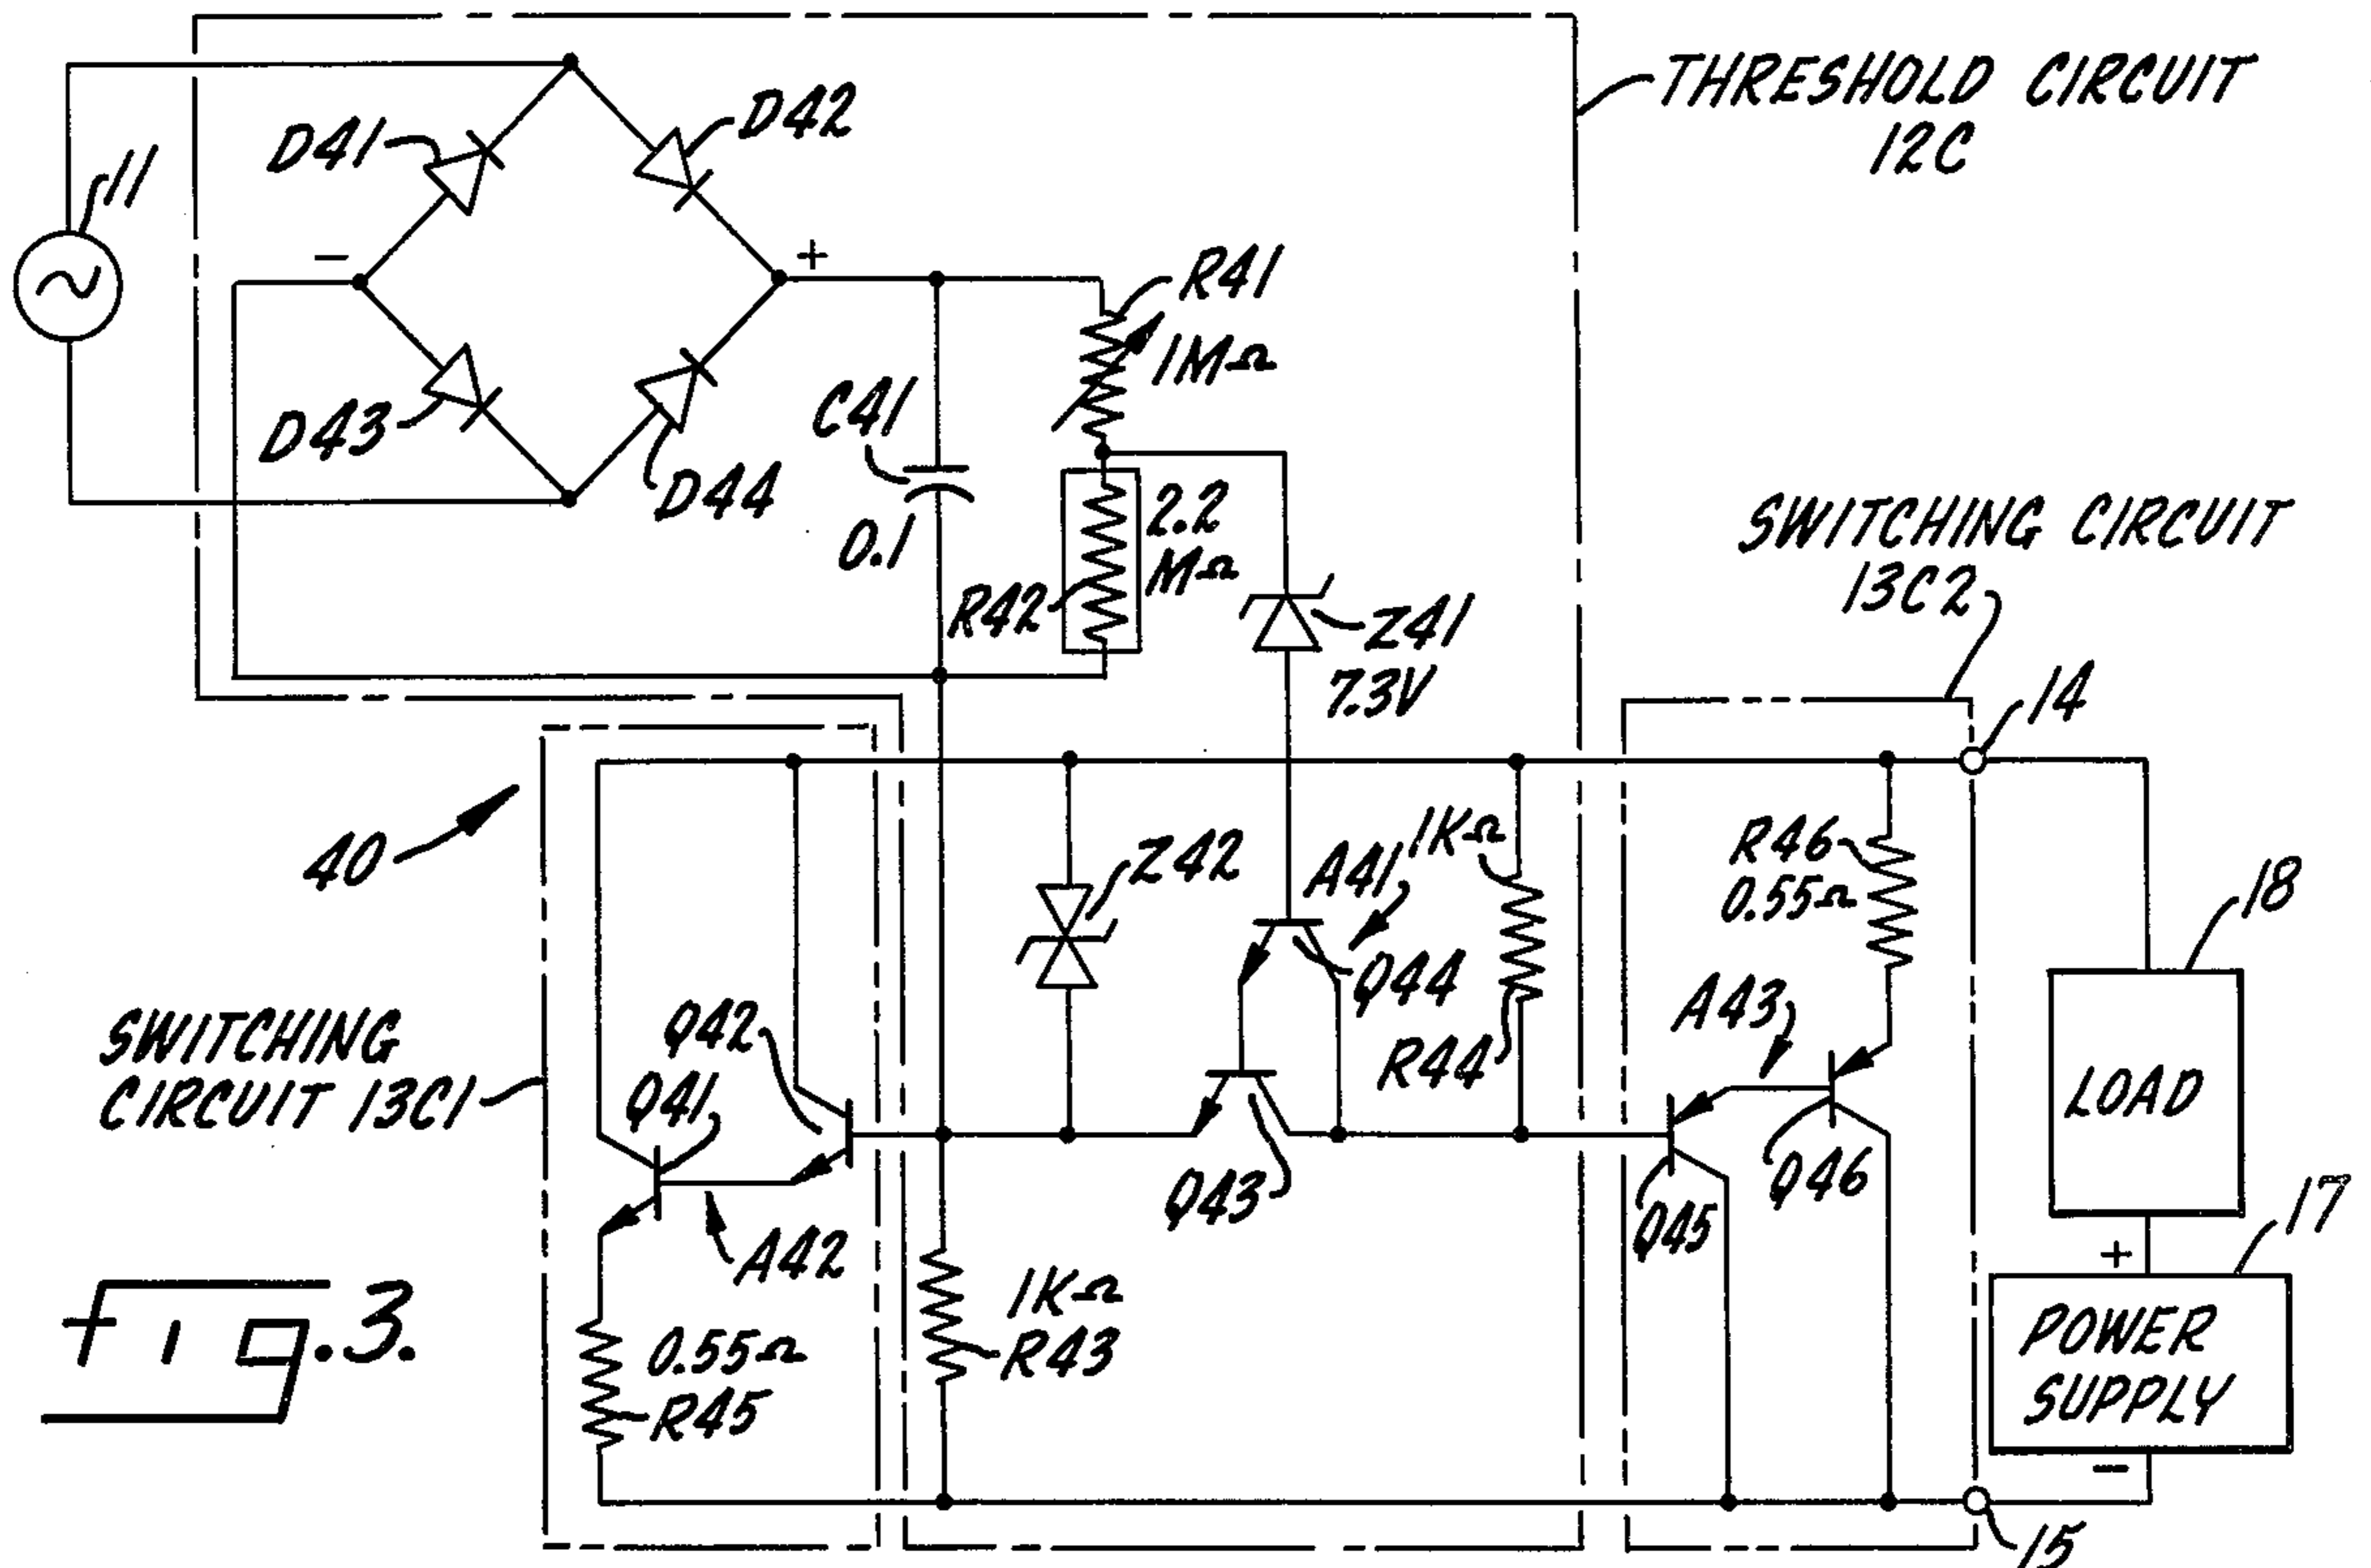 THRESHOLD CIRCUIT
12C
D41
D42
11
−
+
R41
1MΩ
C41
0.1
D43
D44
2.2
MΩ
R42
Z41
7.3V
SWITCHING CIRCUIT
13C2
14
40
Z42
A41
1KΩ
R46
0.55Ω
18
Q44
A43
R44
SWITCHING
CIRCUIT 13C1
Q42
Q41
LOAD
Q43
Q45
Q46
17
A42
+
1KΩ
R43
POWER
SUPPLY
0.55Ω
R45
−
15
Fig.3.